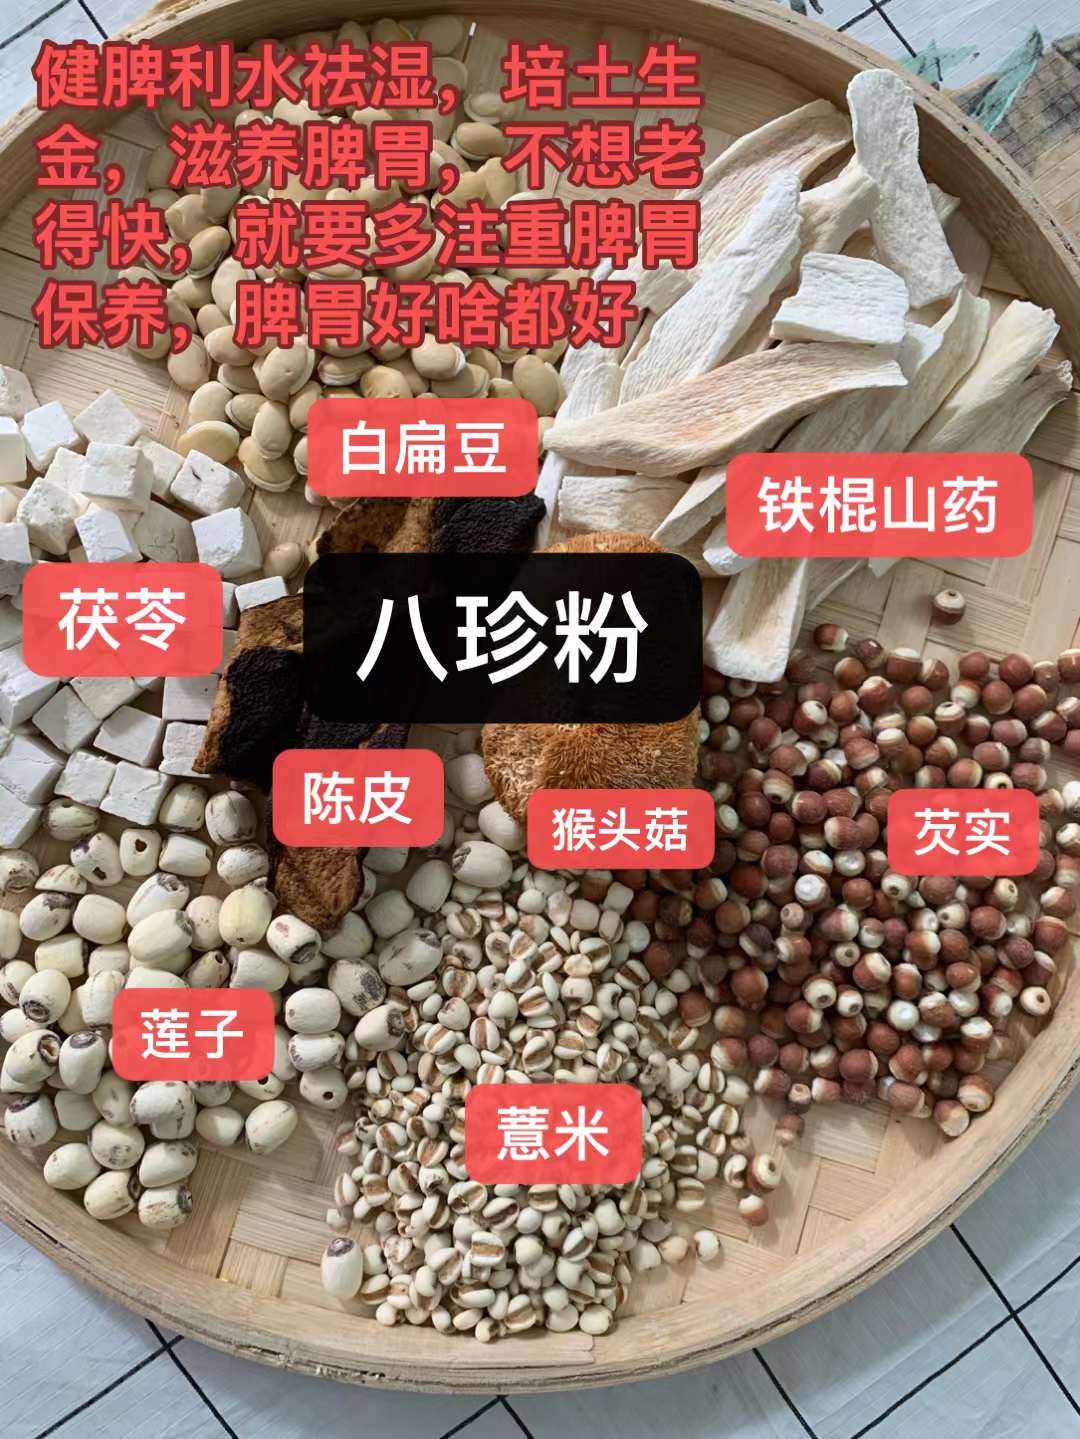 健脾利水祛湿，培土生
金，滋养脾胃，不想老
得快，就要多注重脾胃
保养，脾胃好啥都好
白扁豆
铁棍山药
茯苓
八珍粉
陈皮
猴头菇
芡实
莲子
薏米